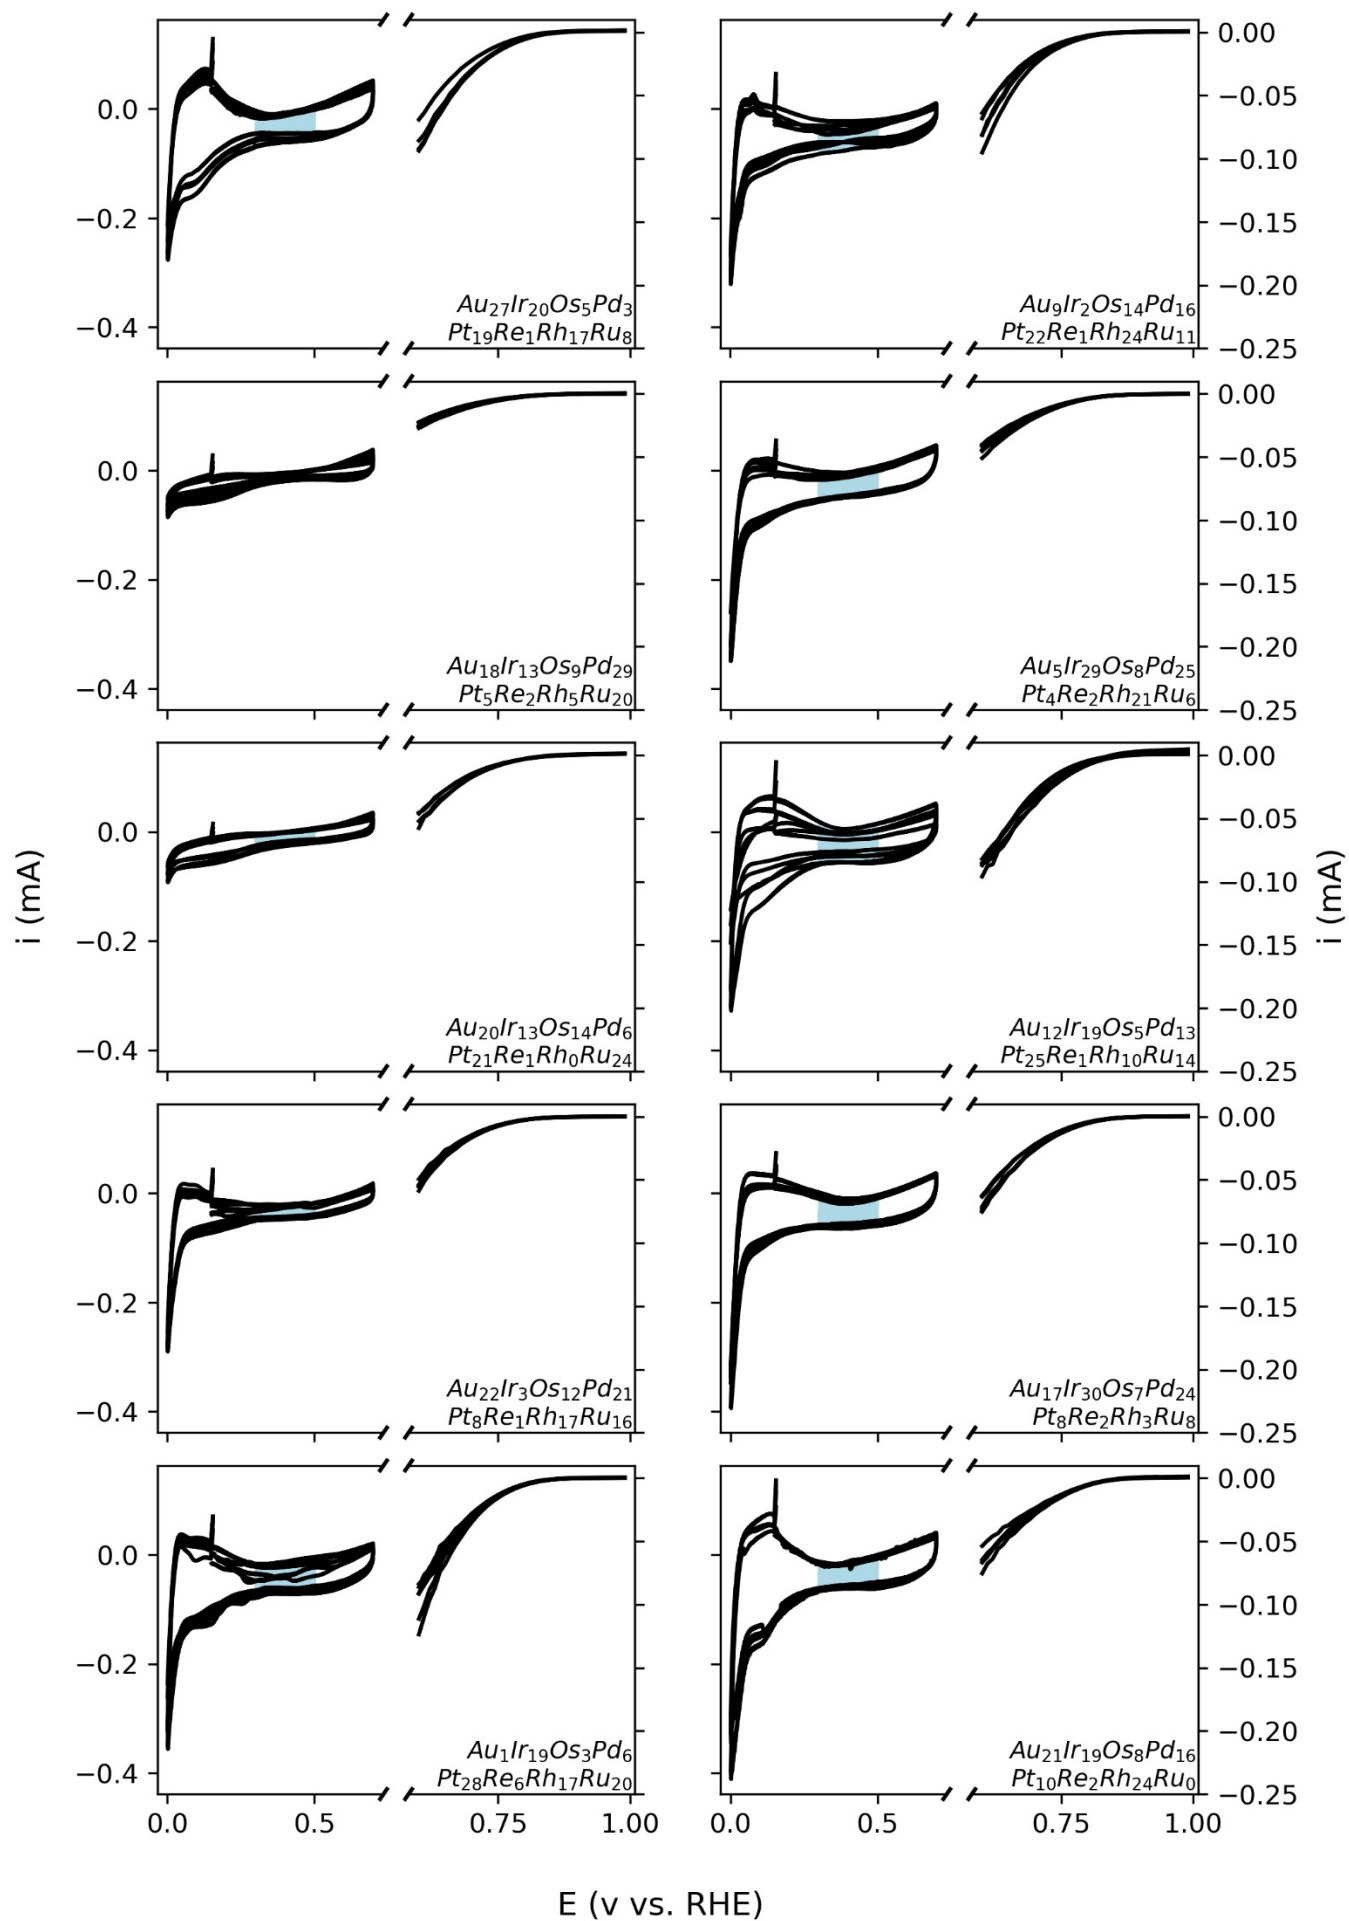 0.0
−0.2
−0.4
Au₂₇Ir₂₀Os₅Pd₃
Pt₁₉Re₁Rh₁₇Ru₈
Au₉Ir₂Os₁₄Pd₁₆
Pt₂₂Re₁Rh₂₄Ru₁₁
0.00
−0.05
−0.10
−0.15
−0.20
−0.25
0.0
−0.2
−0.4
Au₁₈Ir₁₃Os₉Pd₂₉
Pt₅Re₂Rh₅Ru₂₀
Au₅Ir₂₉Os₈Pd₂₅
Pt₄Re₂Rh₂₁Ru₆
0.00
−0.05
−0.10
−0.15
−0.20
−0.25
i (mA)
0.0
−0.2
−0.4
Au₂₀Ir₁₃Os₁₄Pd₆
Pt₂₁Re₁Rh₀Ru₂₄
Au₁₂Ir₁₉Os₅Pd₁₃
Pt₂₅Re₁Rh₁₀Ru₁₄
0.00
−0.05
−0.10
−0.15
−0.20
−0.25
i (mA)
0.0
−0.2
−0.4
Au₂₂Ir₃Os₁₂Pd₂₁
Pt₈Re₁Rh₁₇Ru₁₆
Au₁₇Ir₃₀Os₇Pd₂₄
Pt₈Re₂Rh₃Ru₈
0.00
−0.05
−0.10
−0.15
−0.20
−0.25
0.0
−0.2
−0.4
Au₁Ir₁₉Os₃Pd₆
Pt₂₈Re₆Rh₁₇Ru₂₀
Au₂₁Ir₁₉Os₈Pd₁₆
Pt₁₀Re₂Rh₂₄Ru₀
0.00
−0.05
−0.10
−0.15
−0.20
−0.25
0.0 0.5 0.75 1.00 0.0 0.5 0.75 1.00
E (v vs. RHE)